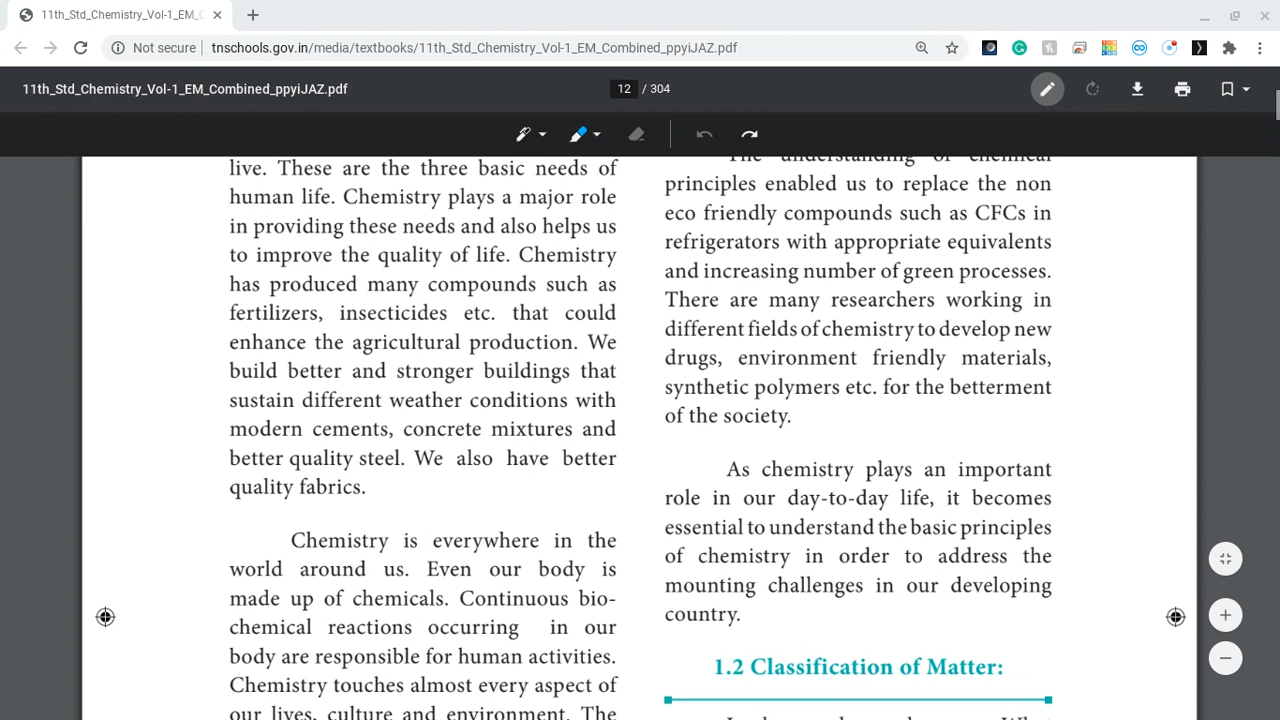 11th_Std_Chemistry_Vol-1_EM_C
Not secure
tnschools.gov.in/media/textbooks/11th_Std_Chemistry_Vol-1_EM_Combined_ppyiJAZ.pdf
11th_Std_Chemistry_Vol-1_EM_Combined_ppyiJAZ.pdf
12 / 304
live. These are the three basic needs of
human life. Chemistry plays a major role
in providing these needs and also helps us
to improve the quality of life. Chemistry
has produced many compounds such as
fertilizers, insecticides etc. that could
enhance the agricultural production. We
build better and stronger buildings that
sustain different weather conditions with
modern cements, concrete mixtures and
better quality steel. We also have better
quality fabrics.
Chemistry is everywhere in the
world around us. Even our body is
made up of chemicals. Continuous bio-
chemical reactions occurring in our
body are responsible for human activities.
Chemistry touches almost every aspect of
our lives, culture and environment. The
The understanding of chemical
principles enabled us to replace the non
eco friendly compounds such as CFCs in
refrigerators with appropriate equivalents
and increasing number of green processes.
There are many researchers working in
different fields of chemistry to develop new
drugs, environment friendly materials,
synthetic polymers etc. for the betterment
of the society.
As chemistry plays an important
role in our day-to-day life, it becomes
essential to understand the basic principles
of chemistry in order to address the
mounting challenges in our developing
country.
1.2 Classification of Matter: